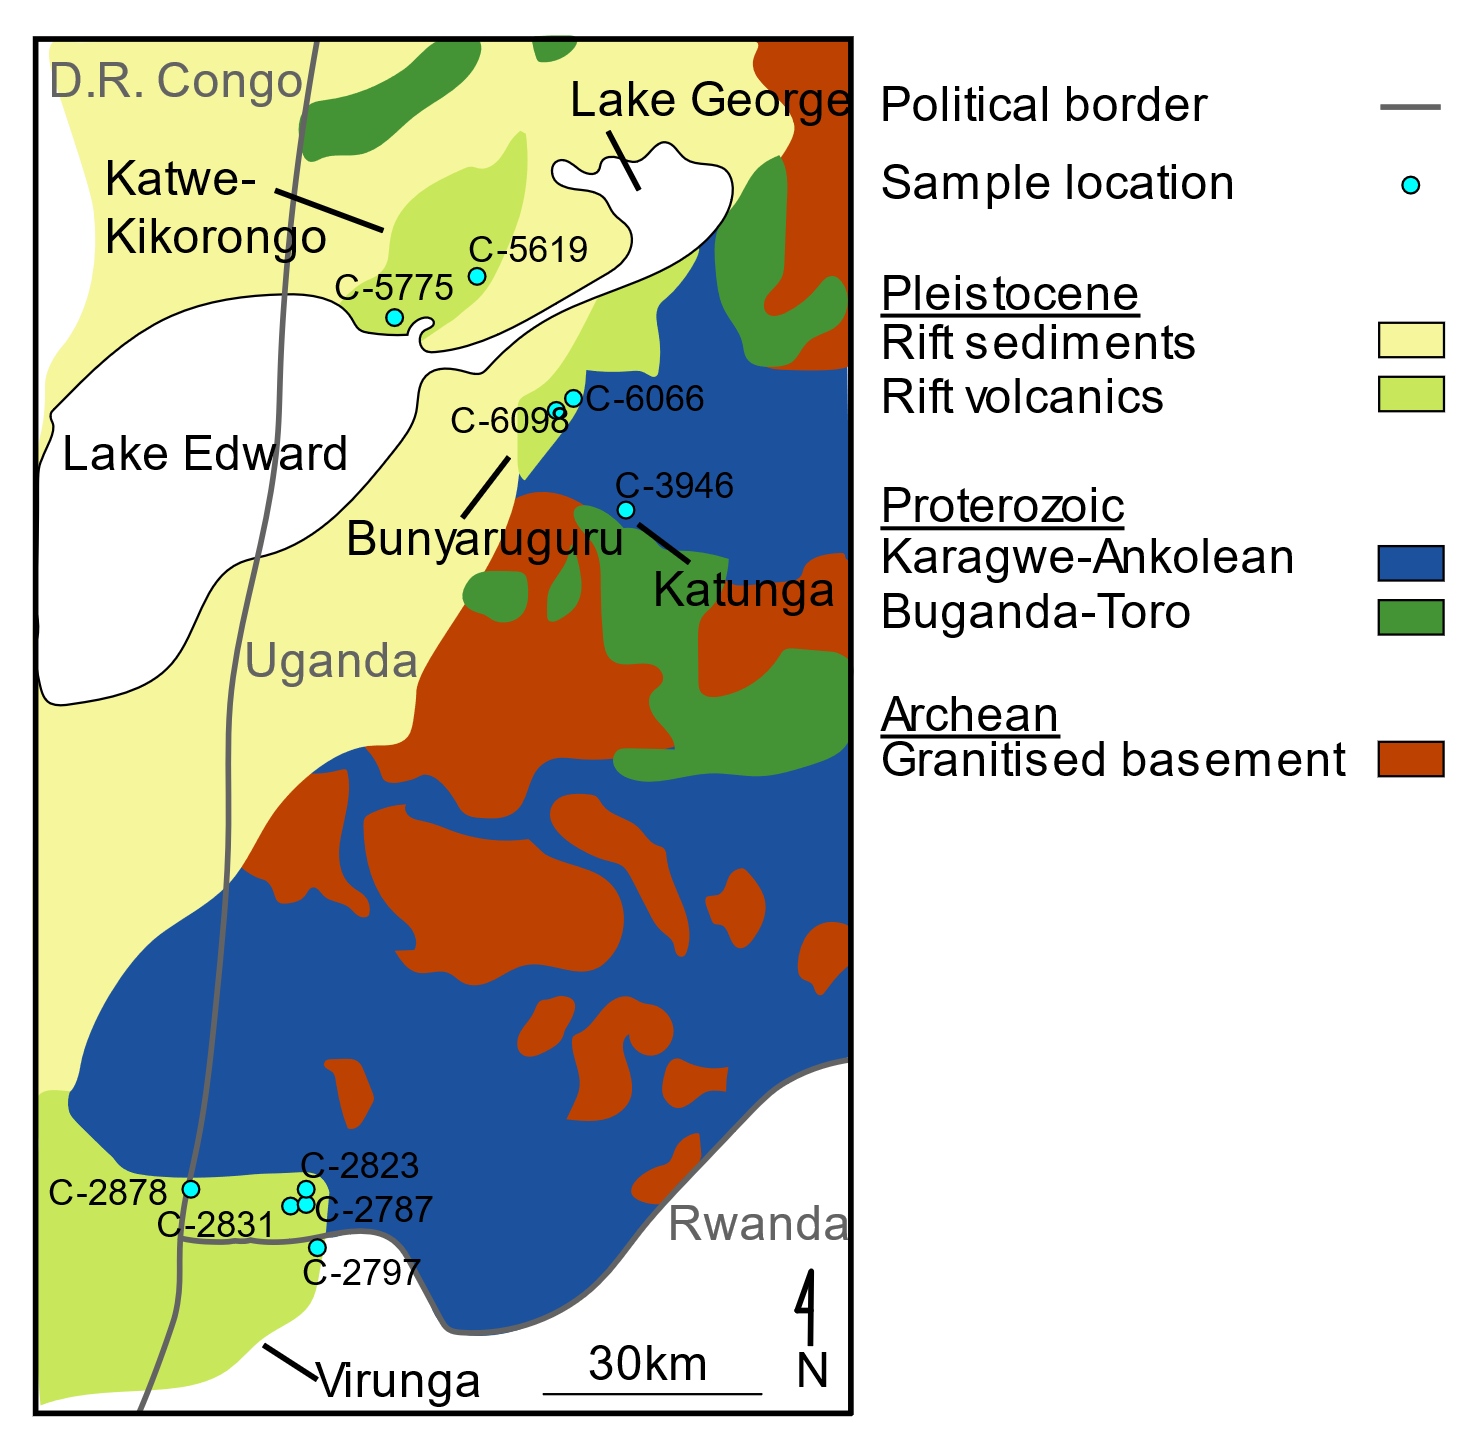 D.R. Congo
Lake George
Katwe-
Kikorongo
C-5619
C-5775
C-6066
C-6098
Lake Edward
C-3946
Bunyaruguru
Katunga
Uganda
C-2823
C-2878
C-2787
C-2831
Rwanda
C-2797
30km
N
Virunga
Political border
Sample location
Pleistocene
Rift sediments
Rift volcanics
Proterozoic
Karagwe-Ankolean
Buganda-Toro
Archean
Granitised basement